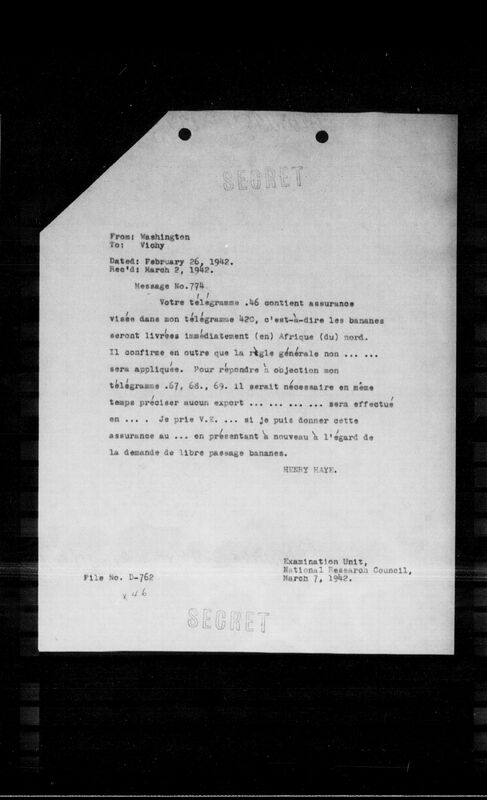 SECRET
From: Washington
To: Vichy
Dated: February 26, 1942.
Rec'd: March 2, 1942.
Message No.774
Votre télégramme .46 contient assurance
visée dans mon télégramme 420, c'est-à-dire les bananes
seront livrées immédiatement (en) Afrique (du) nord.
Il confirme en outre que la règle générale non ... ...
sera appliquée. Pour répondre à objection mon
télégramme .67, 68., 69. il serait nécessaire en même
temps préciser aucun export ... ... ... ... sera effectué
en ... . Je prie V.E. ... si je puis donner cette
assurance au ... en présentant à nouveau à l'égard de
la demande de libre passage bananes.
HENRY HAYE.
Examination Unit,
National Research Council,
File No. D-762
March 7, 1942.
x 46
SECRET